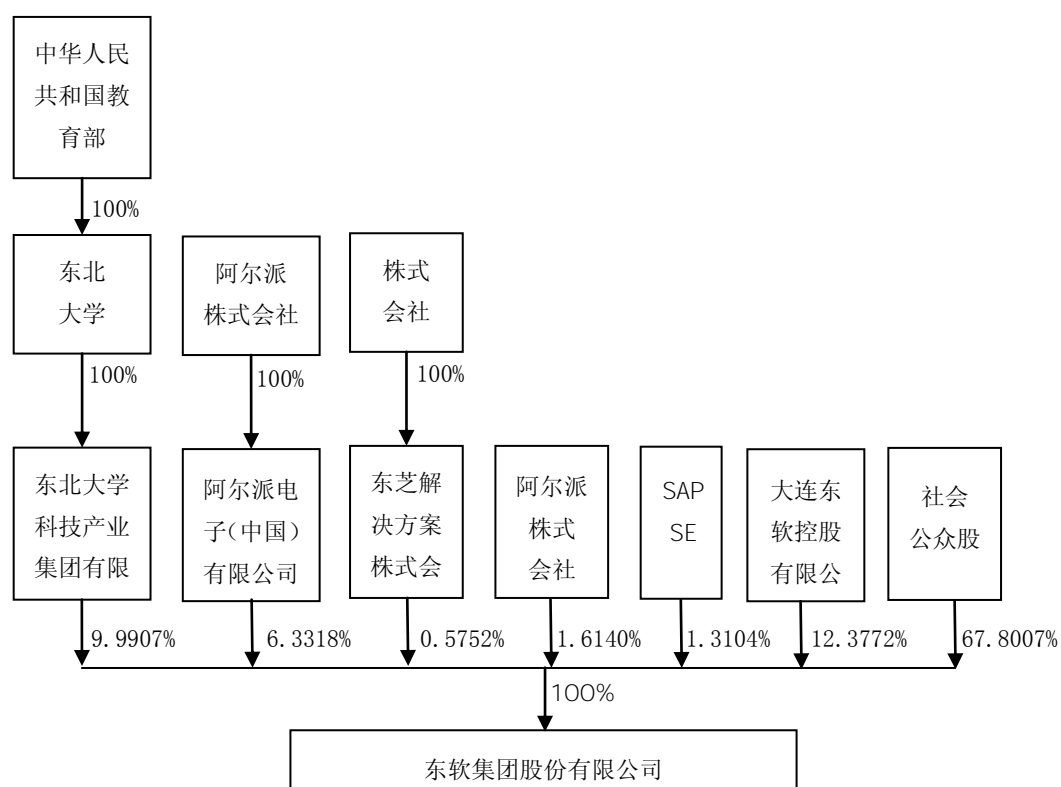 中华人民
共和国教
育部
100%
东北
大学
阿尔派
株式会社
株式
会社
100%
100%
100%
东北大学
科技产业
集团有限
阿尔派电
子(中国)
有限公司
东芝解
决方案
株式会
阿尔派
株式
会社
SAP
SE
大连东
软控股
有限公
社会
公众股
9.9907%
6.3318%
0.5752%
1.6140%
1.3104%
12.3772%
67.8007%
100%
东软集团股份有限公司